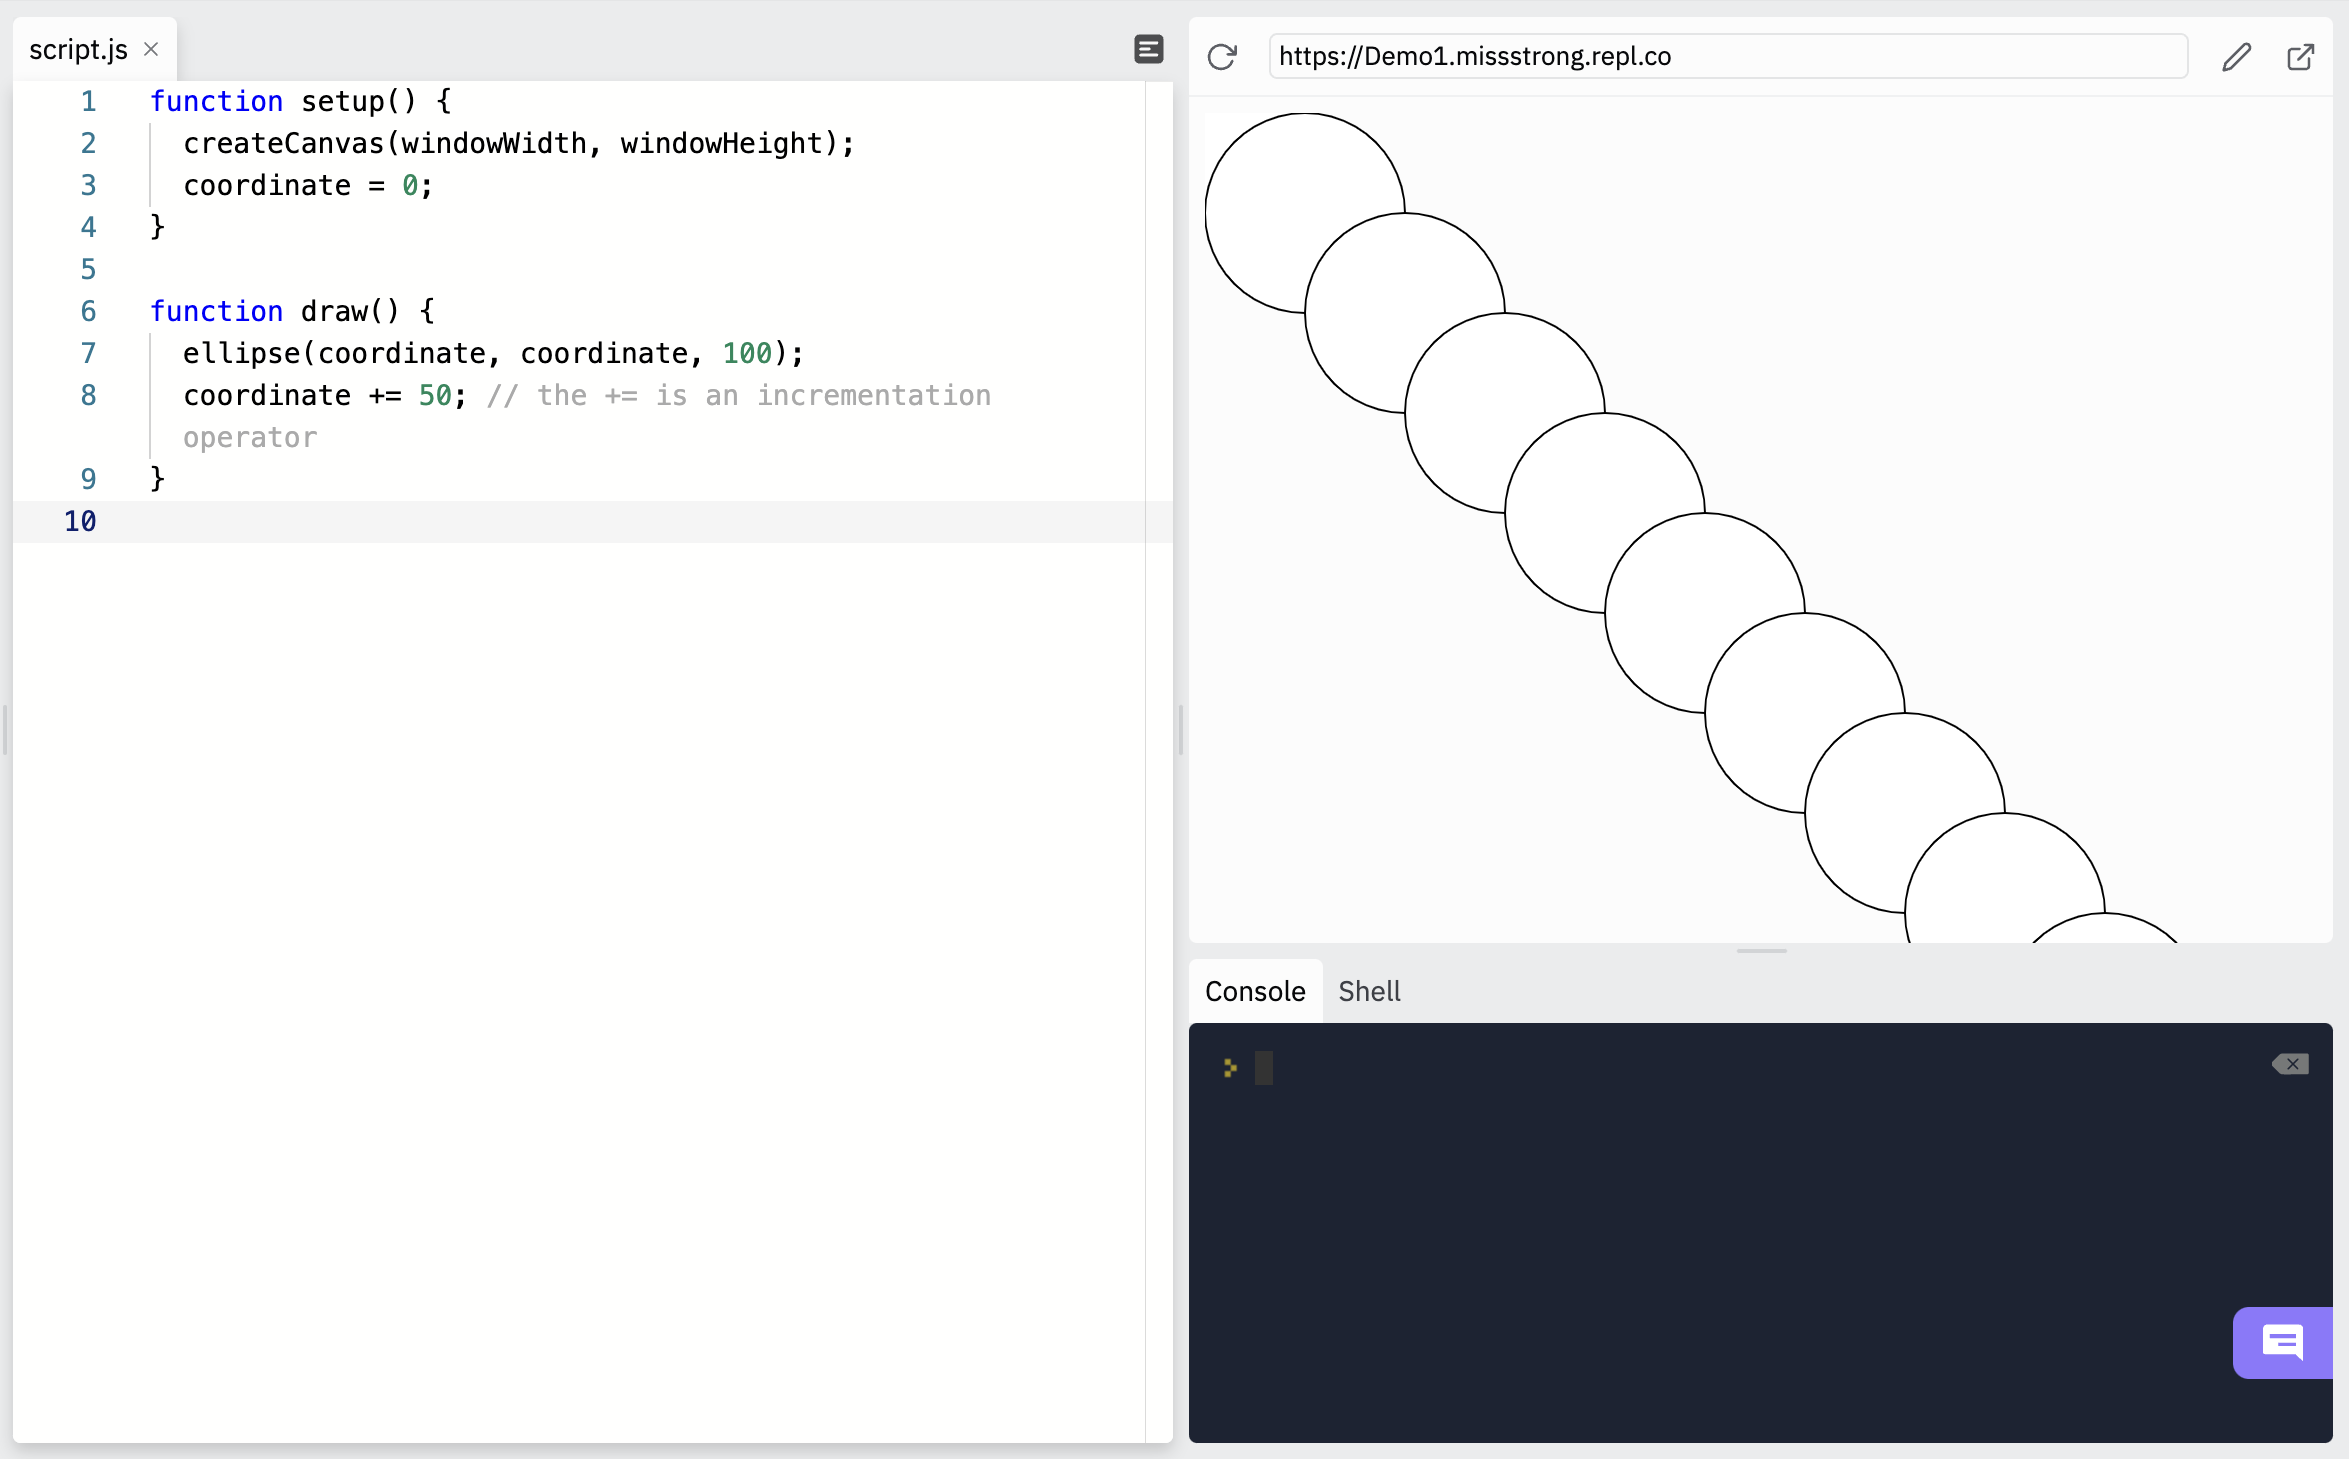 script.js
1 function setup() {
2 createCanvas(windowWidth, windowHeight);
3 coordinate = 0;
4 }
5
6 function draw() {
7 ellipse(coordinate, coordinate, 100);
8 coordinate += 50; // the += is an incrementation
operator
9 }
10
https://Demo1.missstrong.repl.co
Console Shell